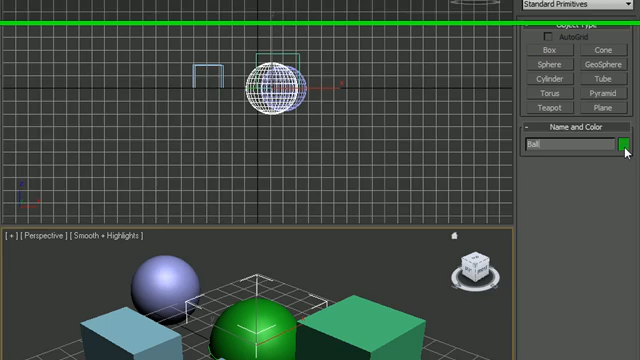 Standard Primitives
Object Type
AutoGrid
Box
Cone
Sphere
GeoSphere
Cylinder
Tube
Torus
Pyramid
Teapot
Plane
- Name and Color
Ball
[ + ] [ Perspective ] [ Smooth + Highlights ]